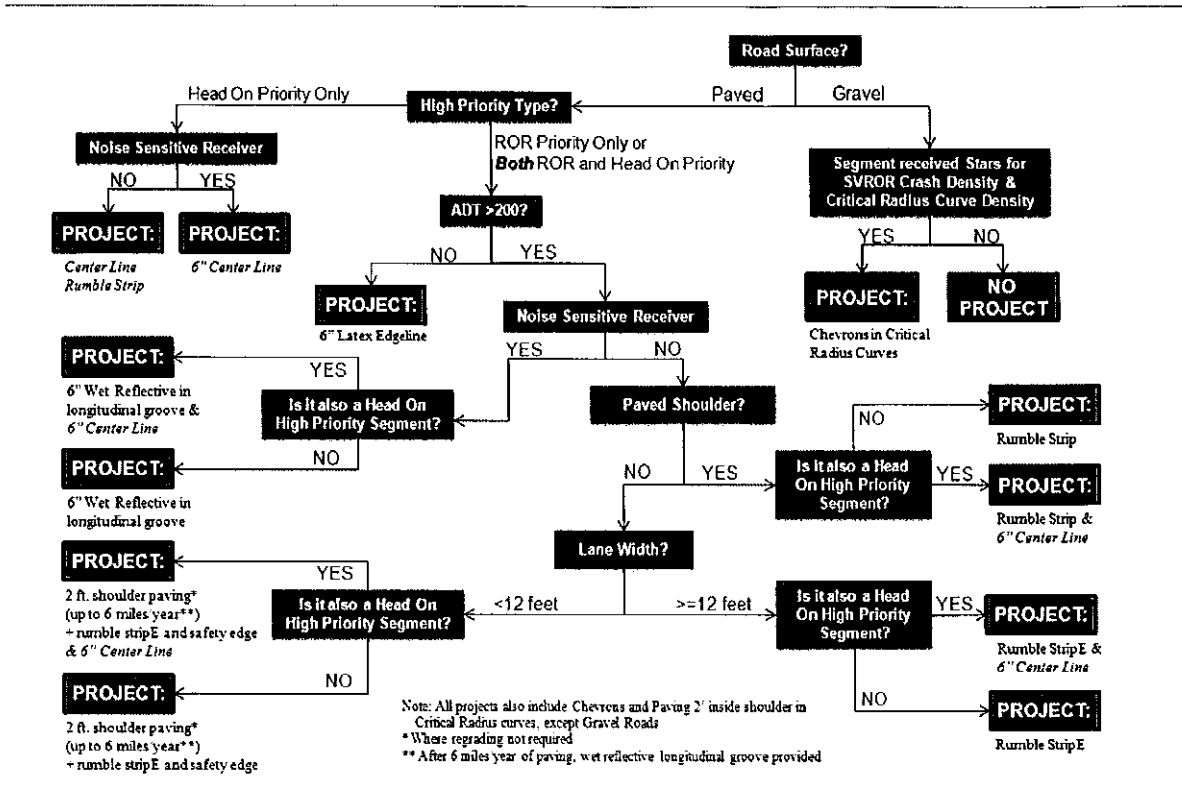 Road Surface?
Head On Priority Only
High Priority Type?
Paved
Gravel
Noise Sensitive Receiver
ROR Priority Only or
Both ROR and Head On Priority
Segment received Stars for
SVROR Crash Density &
Critical Radius Curve Density
NO
YES
ADT >200?
PROJECT:
Center Line
Rumble Strip
PROJECT:
6" Center Line
YES
NO
NO
YES
PROJECT:
Chevrons in Critical
Radius Curves
NO
PROJECT
PROJECT:
6" Latex Edgeline
Noise Sensitive Receiver
YES
NO
PROJECT:
6" Wet Reflective in
longitudinal groove &
6" Center Line
YES
Is it also a Head On
High Priority Segment?
NO
PROJECT:
6" Wet Reflective in
longitudinal groove
Paved Shoulder?
NO
YES
Is it also a Head
On High Priority
Segment?
NO
PROJECT:
Rumble Strip
YES
PROJECT:
Rumble Strip &
6" Center Line
Lane Width?
<12 feet
>=12 feet
PROJECT:
2 ft. shoulder paving*
(up to 6 miles/year**)
+ rumble stripE and safety edge
& 6" Center Line
YES
Is it also a Head On
High Priority Segment?
NO
PROJECT:
2 ft. shoulder paving*
(up to 6 miles/year**)
+ rumble stripE and safety edge
Is it also a Head
On High Priority
Segment?
YES
PROJECT:
Rumble StripE &
6" Center Line
NO
PROJECT:
Rumble StripE
Note: All projects also include Chevrons and Paving 2' inside shoulder in
Critical Radius curves, except Gravel Roads
* Where regrading not required
** After 6 miles/year of paving, wet reflective longitudinal groove provided